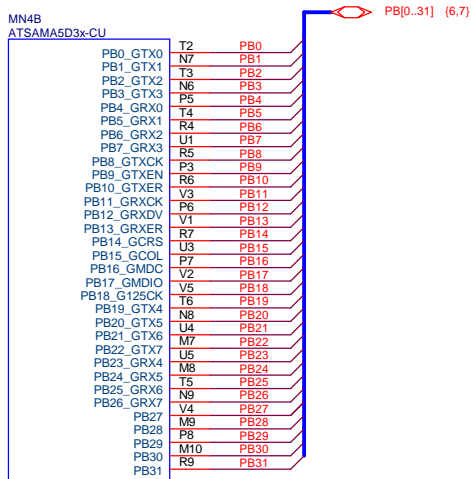 PB[0..31] {6,7}
MN4B
ATSAMA5D3x-CU
PB0_GTX0 T2 PB0
PB1_GTX1 N7 PB1
PB2_GTX2 T3 PB2
PB3_GTX3 N6 PB3
PB4_GRX0 P5 PB4
PB5_GRX1 T4 PB5
PB6_GRX2 R4 PB6
PB7_GRX3 U1 PB7
PB8_GTXCK R5 PB8
PB9_GTXEN P3 PB9
PB10_GTXER R6 PB10
PB11_GRXCK V3 PB11
PB12_GRXDV P6 PB12
PB13_GRXER V1 PB13
PB14_GCRS R7 PB14
PB15_GCOL U3 PB15
PB16_GMDC P7 PB16
PB17_GMDIO V2 PB17
PB18_G125CK V5 PB18
PB19_GTX4 T6 PB19
PB20_GTX5 N8 PB20
PB21_GTX6 U4 PB21
PB22_GTX7 M7 PB22
PB23_GRX4 U5 PB23
PB24_GRX5 M8 PB24
PB25_GRX6 T5 PB25
PB26_GRX7 N9 PB26
PB27 V4 PB27
PB28 M9 PB28
PB29 P8 PB29
PB30 M10 PB30
PB31 R9 PB31